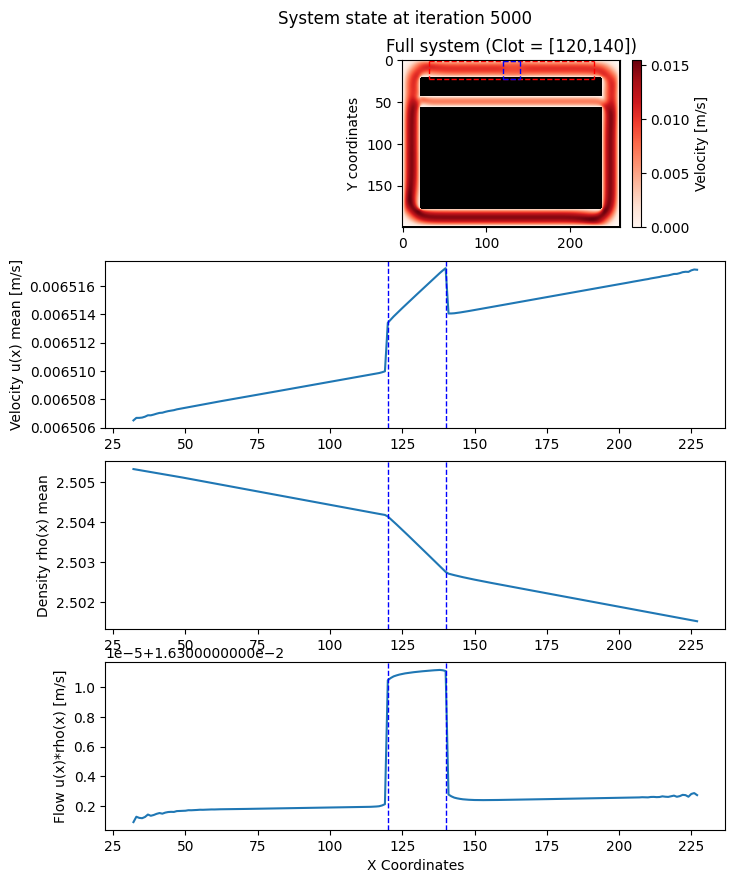 System state at iteration 5000
Full system (Clot = [120,140])
Y coordinates
0
50
100
150
0 100 200
0.015
0.010
0.005
0.000
Velocity [m/s]
Velocity u(x) mean [m/s]
0.006516
0.006514
0.006512
0.006510
0.006508
0.006506
25 50 75 100 125 150 175 200 225
Density rho(x) mean
2.505
2.504
2.503
2.502
25 50 75 100 125 150 175 200 225
1e−5+1.6300000000e−2
Flow u(x)*rho(x) [m/s]
1.0
0.8
0.6
0.4
0.2
25 50 75 100 125 150 175 200 225
X Coordinates